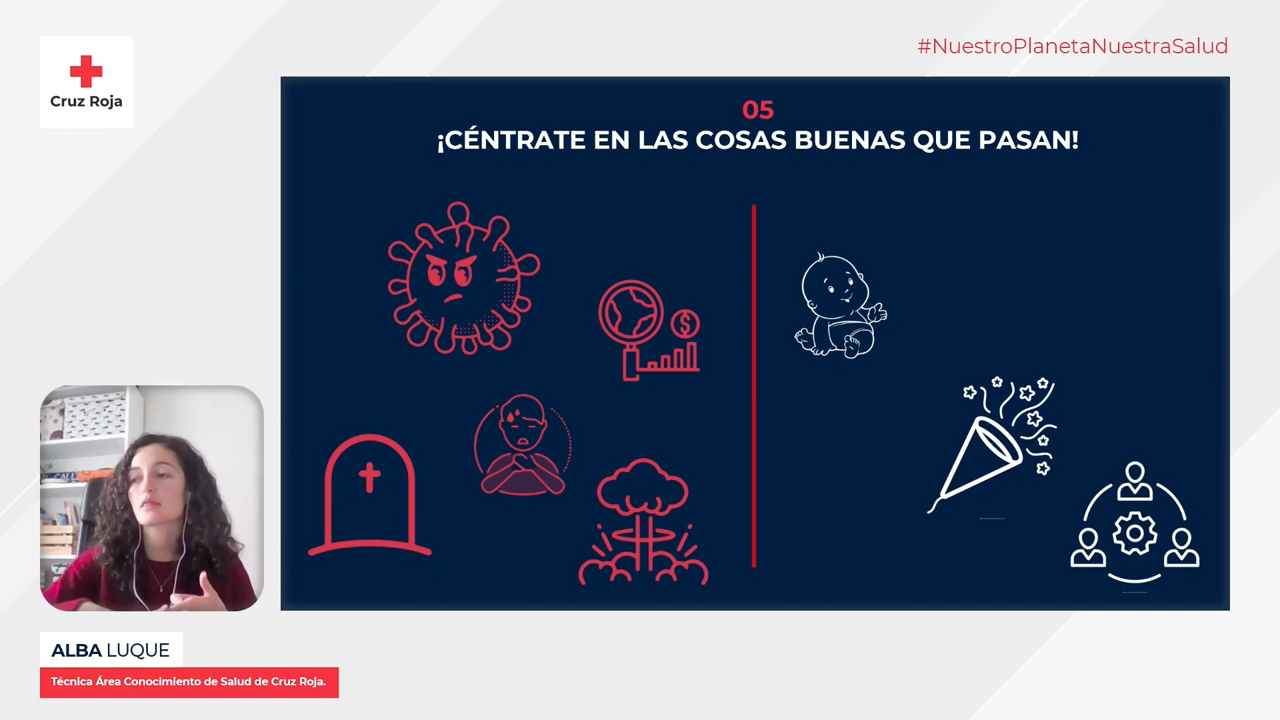 Cruz Roja
#NuestroPlanetaNuestraSalud
05
¡CÉNTRATE EN LAS COSAS BUENAS QUE PASAN!
$
ALBA LUQUE
Técnica Área Conocimiento de Salud de Cruz Roja.